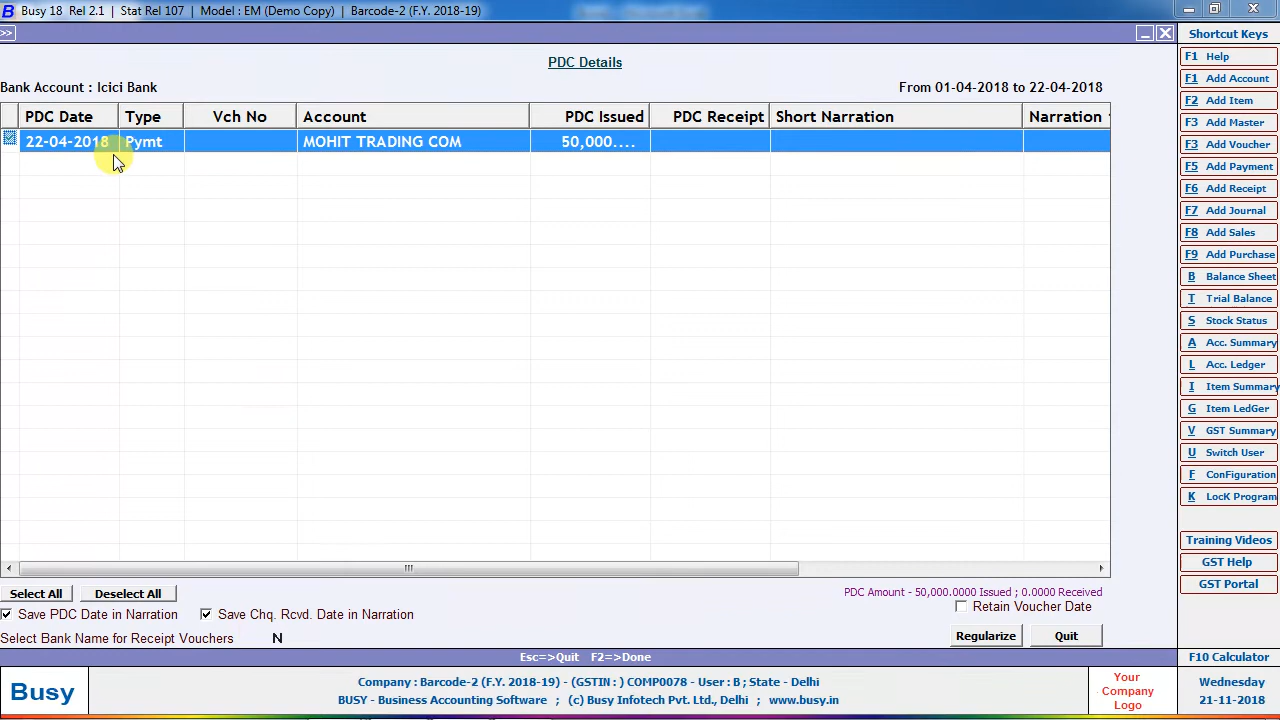 Busy 18 Rel 2.1 | Stat Rel 107 | Model : EM (Demo Copy) | Barcode-2 (F.Y. 2018-19)
>>
PDC Details
Bank Account : Icici Bank From 01-04-2018 to 22-04-2018
PDC Date Type Vch No Account PDC Issued PDC Receipt Short Narration Narration
22-04-2018 Pymt MOHIT TRADING COM 50,000....
Select All Deselect All
PDC Amount - 50,000.0000 Issued ; 0.0000 Received
Save PDC Date in Narration Save Chq. Rcvd. Date in Narration Retain Voucher Date
Select Bank Name for Receipt Vouchers N
Regularize Quit
Esc=>Quit F2=>Done
Busy
Company : Barcode-2 (F.Y. 2018-19) - (GSTIN : ) COMP0078 - User : B ; State - Delhi
BUSY - Business Accounting Software ; (c) Busy Infotech Pvt. Ltd., Delhi ; www.busy.in
Your
Company
Logo
Shortcut Keys
F1 Help
F1 Add Account
F2 Add Item
F3 Add Master
F3 Add Voucher
F5 Add Payment
F6 Add Receipt
F7 Add Journal
F8 Add Sales
F9 Add Purchase
B Balance Sheet
T Trial Balance
S Stock Status
A Acc. Summary
L Acc. Ledger
I Item Summary
G Item LedGer
V GST Summary
U Switch User
F ConFiguration
K LocK Program
Training Videos
GST Help
GST Portal
F10 Calculator
Wednesday
21-11-2018